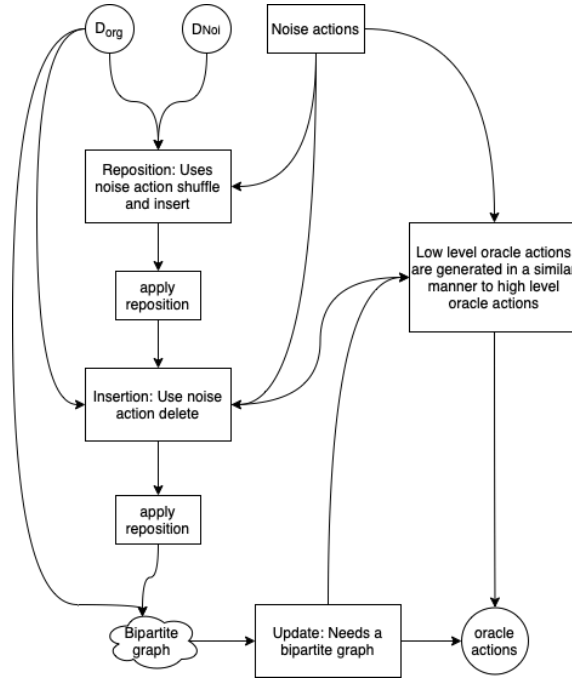 D_org
D_Noi
Noise actions
Reposition: Uses
noise action shuffle
and insert
Low level oracle actions
are generated in a similar
manner to high level
oracle actions
apply
reposition
Insertion: Use noise
action delete
apply
reposition
Bipartite
graph
Update: Needs a
bipartite graph
oracle
actions